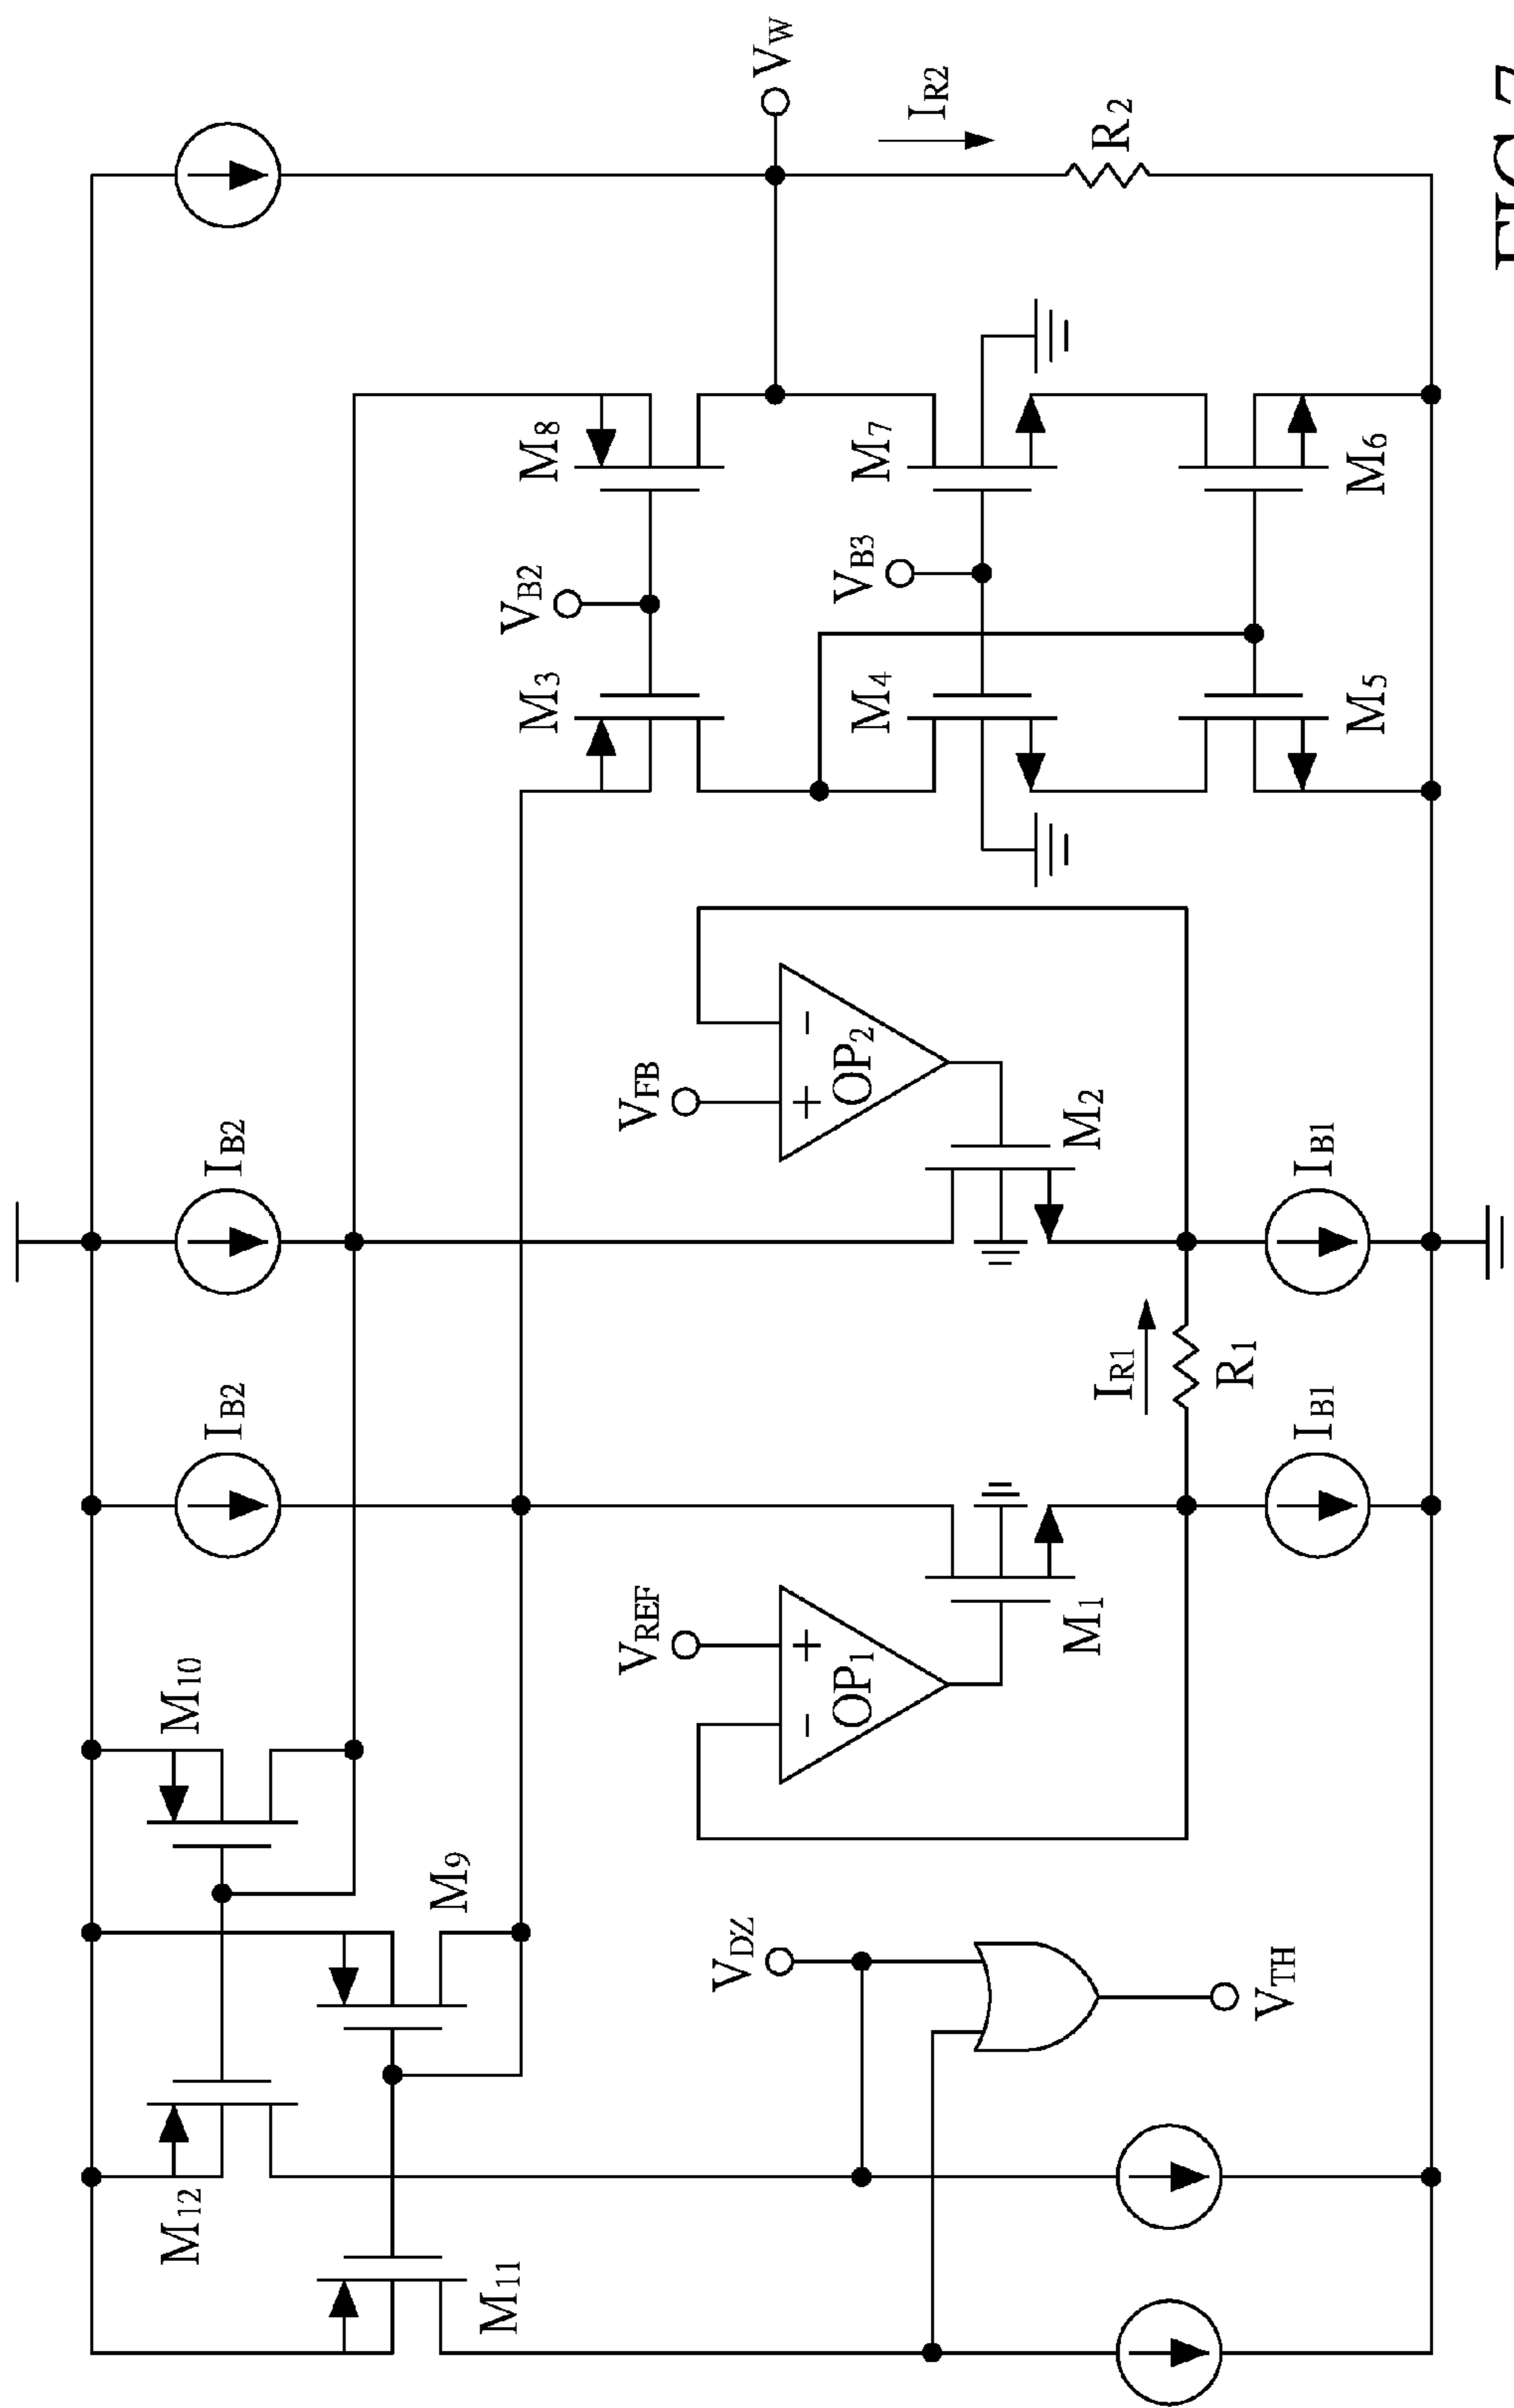 V_W
I_R2
R_2
M_8
M_7
M_6
V_B2
V_B3
M_3
M_4
M_5
I_B2
V_FB
+
−
OP_2
M_2
I_B1
I_B2
I_R1
R_1
I_B1
V_REF
+
−
OP_1
M_1
M_10
M_9
V_DZ
V_TH
M_12
M_11
FIG. 7